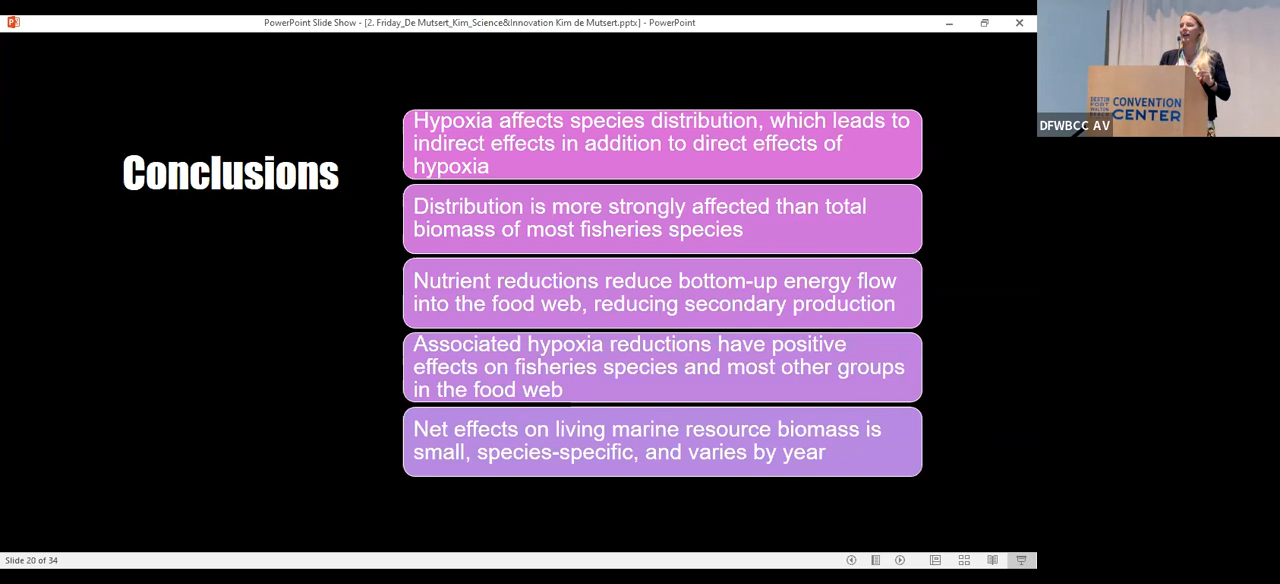 PowerPoint Slide Show - [2. Friday_De Mutsert_Kim_Science&Innovation Kim de Mutsert.pptx] - PowerPoint
Conclusions
Hypoxia affects species distribution, which leads to
indirect effects in addition to direct effects of
hypoxia
Distribution is more strongly affected than total
biomass of most fisheries species
Nutrient reductions reduce bottom-up energy flow
into the food web, reducing secondary production
Associated hypoxia reductions have positive
effects on fisheries species and most other groups
in the food web
Net effects on living marine resource biomass is
small, species-specific, and varies by year
Slide 20 of 34
DESTIN
FORT
WALTON
BEACH
CONVENTION
CENTER
DFWBCC AV